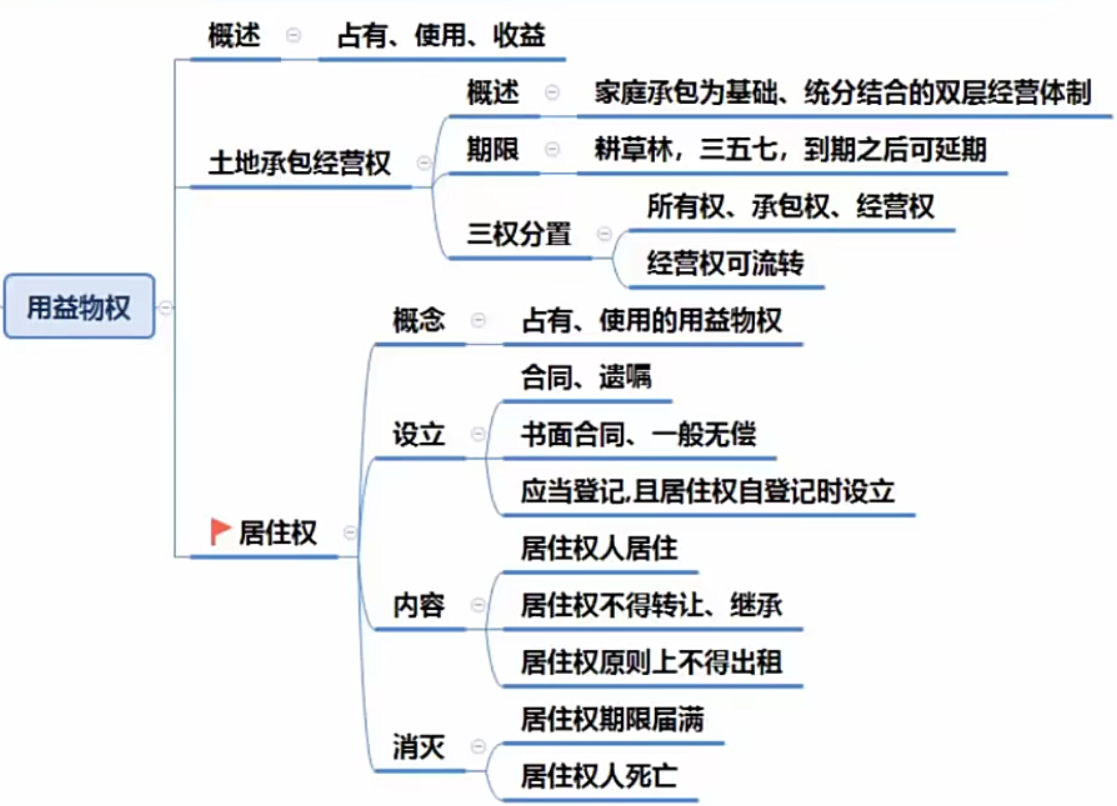 用益物权
概述
占有、使用、收益
土地承包经营权
概述
家庭承包为基础、统分结合的双层经营体制
期限
耕草林，三五七，到期之后可延期
三权分置
所有权、承包权、经营权
经营权可流转
居住权
概念
占有、使用的用益物权
设立
合同、遗嘱
书面合同、一般无偿
应当登记,且居住权自登记时设立
内容
居住权人居住
居住权不得转让、继承
居住权原则上不得出租
消灭
居住权期限届满
居住权人死亡